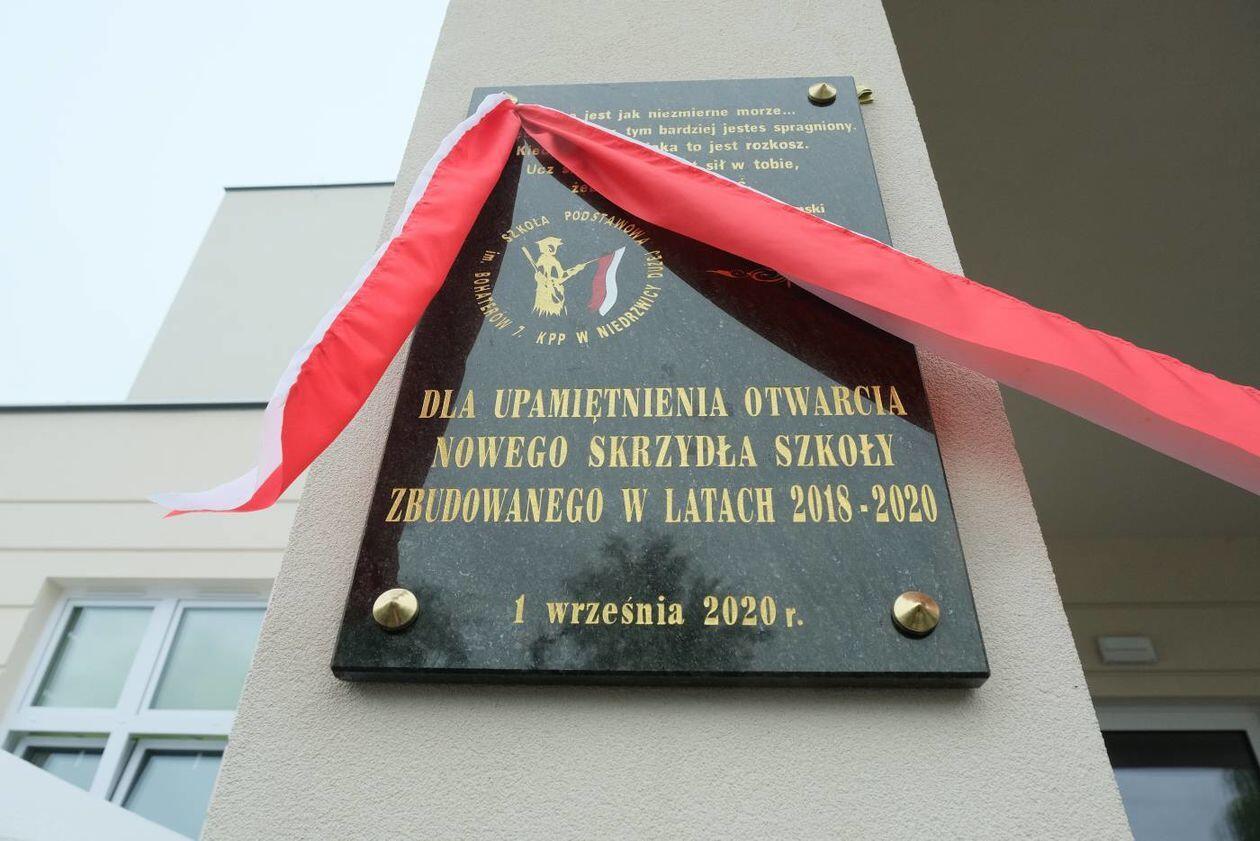 jest jak niezmierne morze...
tym bardziej jestes spragniony.
to jest rozkosz.
Ucz sił w tobie,
SZKOŁA PODSTAWOWA
im. BOHATERÓW 7. KPP W NIEDRZWICY DUŻEJ
DLA UPAMIĘTNIENIA OTWARCIA
NOWEGO SKRZYDŁA SZKOŁY
ZBUDOWANEGO W LATACH 2018-2020
1 września 2020 r.